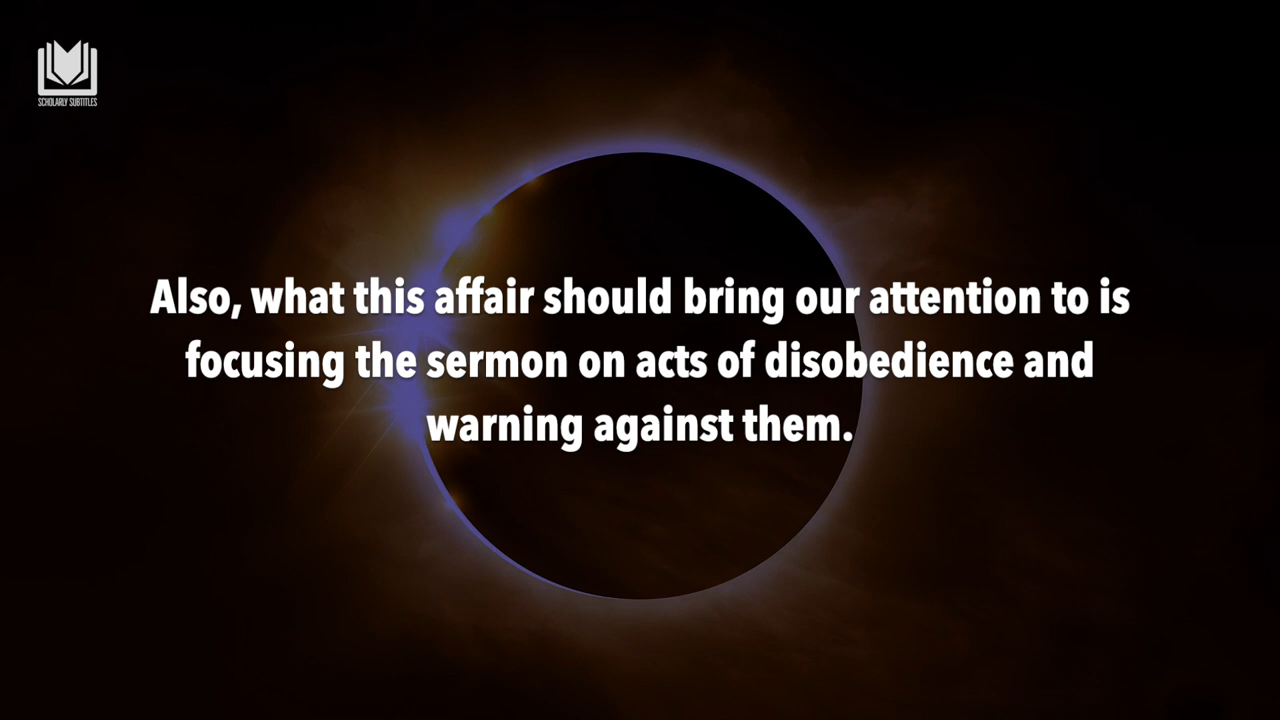 SCHOLARLY SUBTITLES
Also, what this affair should bring our attention to is
focusing the sermon on acts of disobedience and
warning against them.